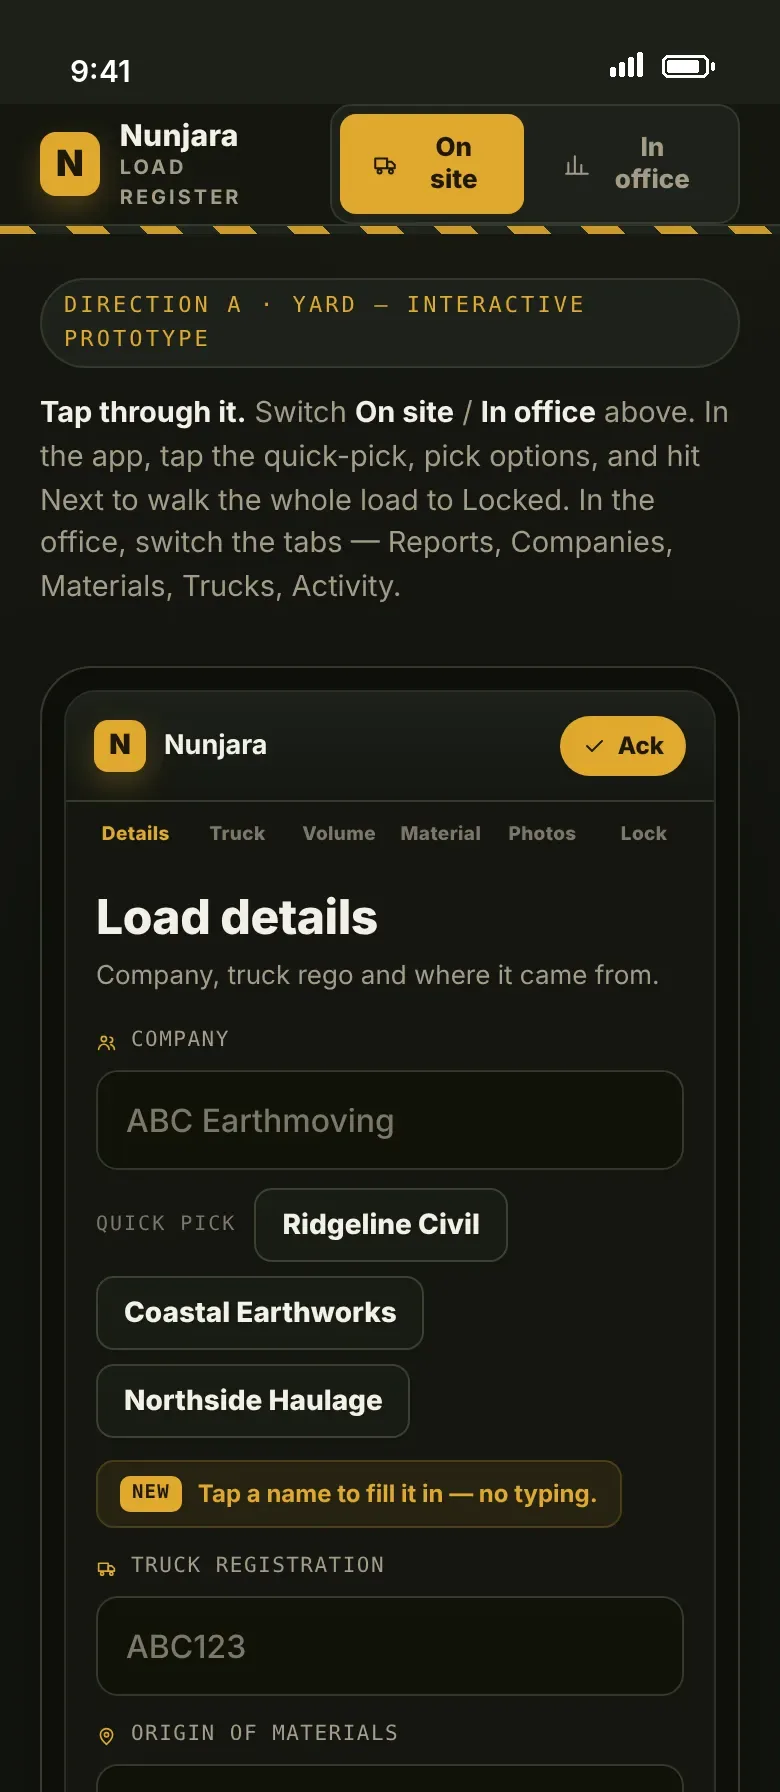 9:41
N
Nunjara
LOAD
REGISTER
On
site
In
office
DIRECTION A · YARD — INTERACTIVE
PROTOTYPE
Tap through it. Switch On site / In office above. In
the app, tap the quick-pick, pick options, and hit
Next to walk the whole load to Locked. In the
office, switch the tabs — Reports, Companies,
Materials, Trucks, Activity.
N Nunjara
Ack
Details Truck Volume Material Photos Lock
Load details
Company, truck rego and where it came from.
COMPANY
ABC Earthmoving
QUICK PICK Ridgeline Civil
Coastal Earthworks
Northside Haulage
NEW Tap a name to fill it in — no typing.
TRUCK REGISTRATION
ABC123
ORIGIN OF MATERIALS